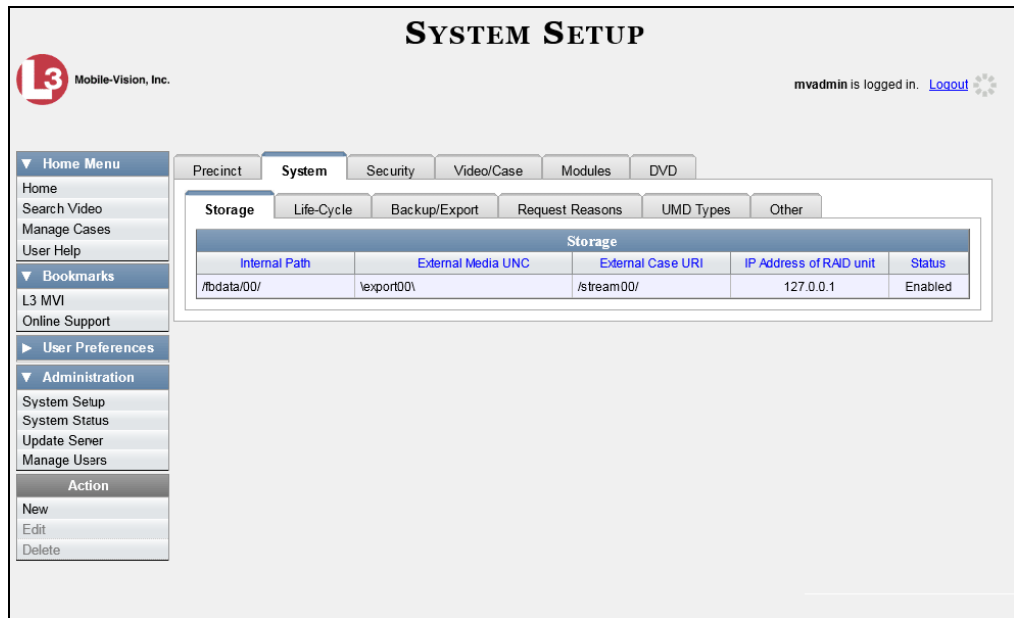 SYSTEM SETUP
L3 Mobile-Vision, Inc.
mvadmin is logged in. Logout
▼ Home Menu
Home
Search Video
Manage Cases
User Help
▼ Bookmarks
L3 MVI
Online Support
► User Preferences
▼ Administration
System Setup
System Status
Update Server
Manage Users
Action
New
Edit
Delete
Precinct System Security Video/Case Modules DVD
Storage Life-Cycle Backup/Export Request Reasons UMD Types Other
Storage
Internal Path External Media UNC External Case URI IP Address of RAID unit Status
/fbdata/00/ \export00\ /stream00/ 127.0.0.1 Enabled